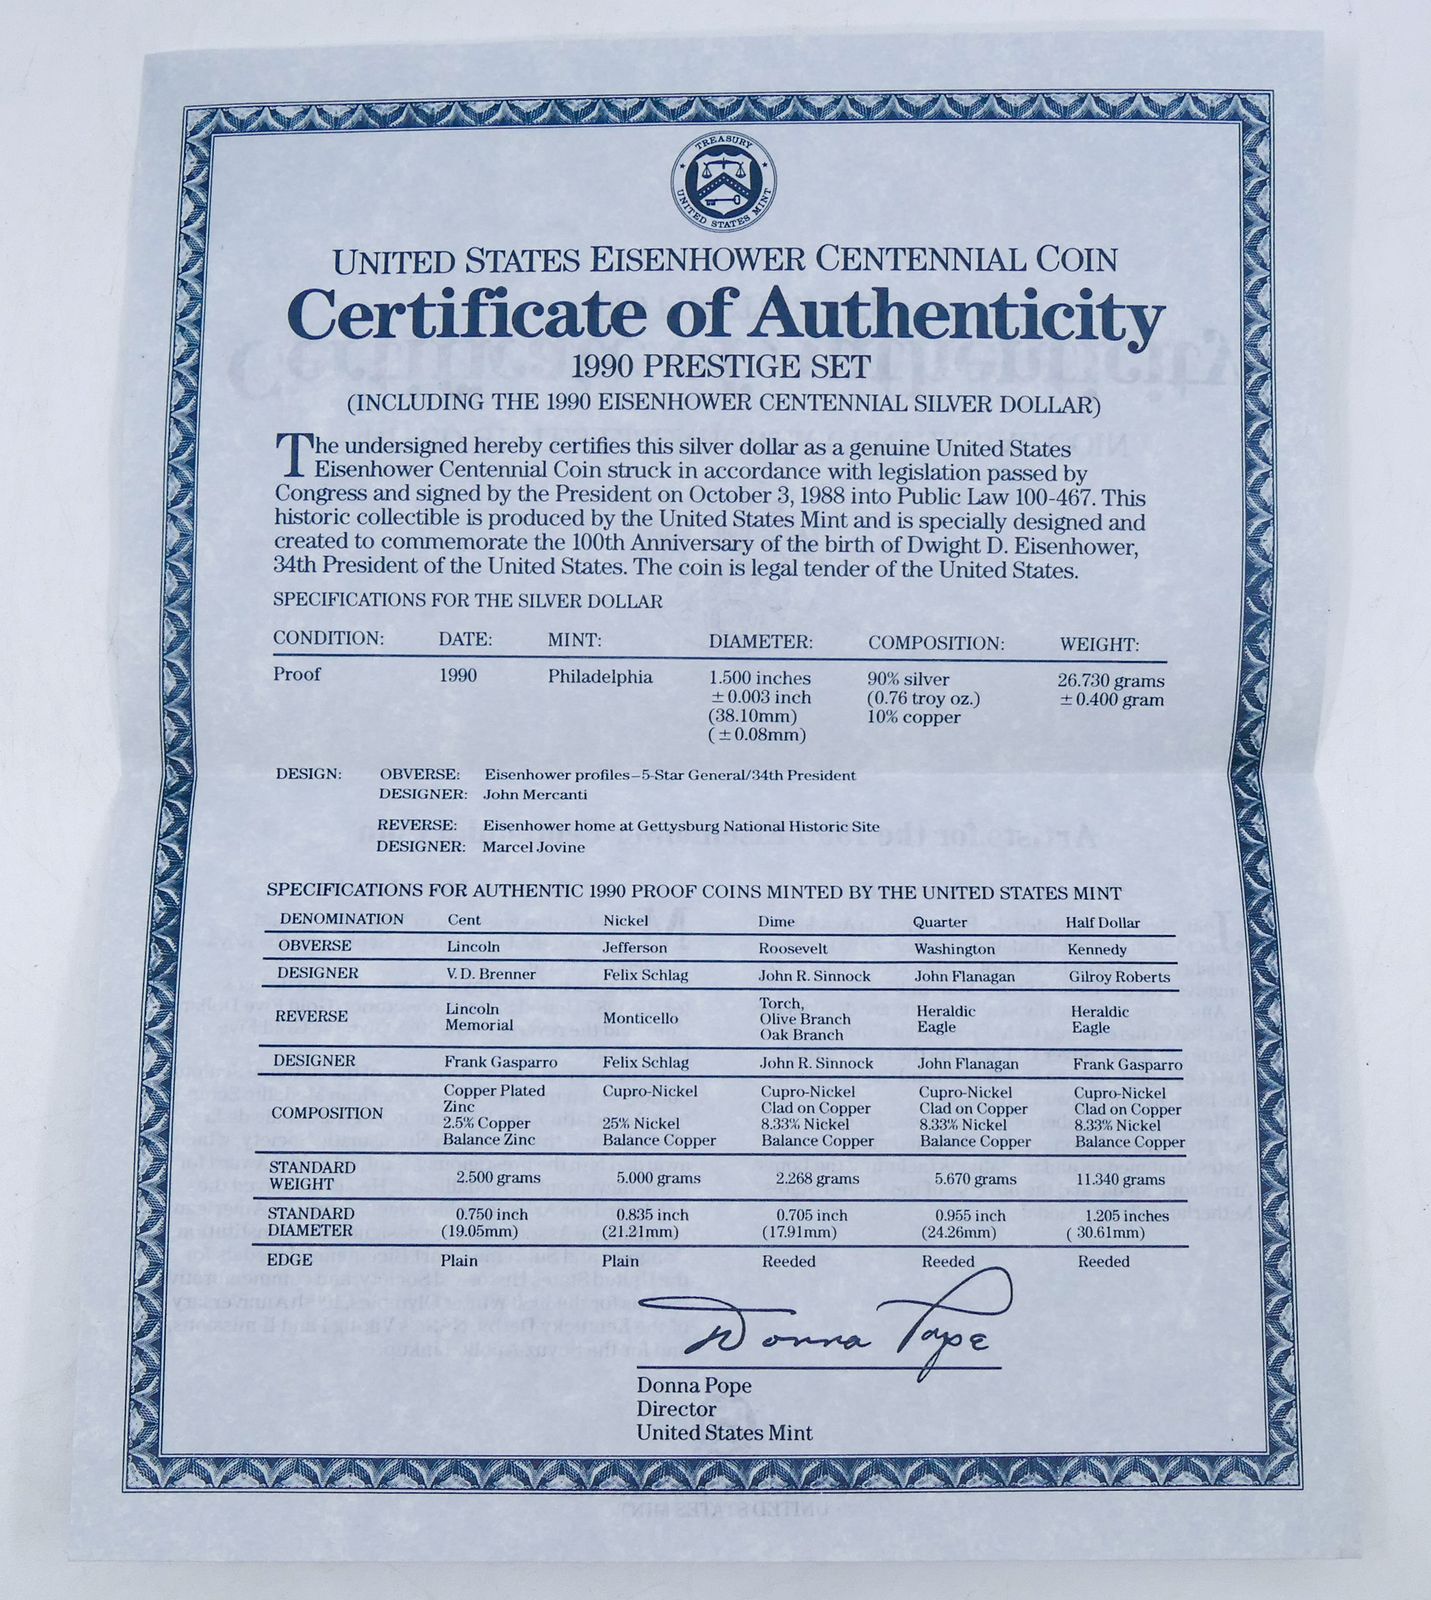 TREASURY
UNITED STATES MINT
UNITED STATES EISENHOWER CENTENNIAL COIN
Certificate of Authenticity
1990 PRESTIGE SET
(INCLUDING THE 1990 EISENHOWER CENTENNIAL SILVER DOLLAR)
The undersigned hereby certifies this silver dollar as a genuine United States
Eisenhower Centennial Coin struck in accordance with legislation passed by
Congress and signed by the President on October 3, 1988 into Public Law 100-467. This
historic collectible is produced by the United States Mint and is specially designed and
created to commemorate the 100th Anniversary of the birth of Dwight D. Eisenhower,
34th President of the United States. The coin is legal tender of the United States.
SPECIFICATIONS FOR THE SILVER DOLLAR
CONDITION: DATE: MINT: DIAMETER: COMPOSITION: WEIGHT:
Proof 1990 Philadelphia 1.500 inches 90% silver 26.730 grams
±0.003 inch (0.76 troy oz.) ±0.400 gram
(38.10mm) 10% copper
(±0.08mm)
DESIGN: OBVERSE: Eisenhower profiles–5-Star General/34th President
DESIGNER: John Mercanti
REVERSE: Eisenhower home at Gettysburg National Historic Site
DESIGNER: Marcel Jovine
SPECIFICATIONS FOR AUTHENTIC 1990 PROOF COINS MINTED BY THE UNITED STATES MINT
DENOMINATION Cent Nickel Dime Quarter Half Dollar
OBVERSE Lincoln Jefferson Roosevelt Washington Kennedy
DESIGNER V.D. Brenner Felix Schlag John R. Sinnock John Flanagan Gilroy Roberts
REVERSE Lincoln Memorial Monticello Torch, Olive Branch Oak Branch Heraldic Eagle Heraldic Eagle
DESIGNER Frank Gasparro Felix Schlag John R. Sinnock John Flanagan Frank Gasparro
COMPOSITION Copper Plated Zinc 2.5% Copper Balance Zinc Cupro-Nickel 25% Nickel Balance Copper Cupro-Nickel Clad on Copper 8.33% Nickel Balance Copper Cupro-Nickel Clad on Copper 8.33% Nickel Balance Copper Cupro-Nickel Clad on Copper 8.33% Nickel Balance Copper
STANDARD WEIGHT 2.500 grams 5.000 grams 2.268 grams 5.670 grams 11.340 grams
STANDARD DIAMETER 0.750 inch (19.05mm) 0.835 inch (21.21mm) 0.705 inch (17.91mm) 0.955 inch (24.26mm) 1.205 inches ( 30.61mm)
EDGE Plain Plain Reeded Reeded Reeded
Donna Pope
Donna Pope
Director
United States Mint